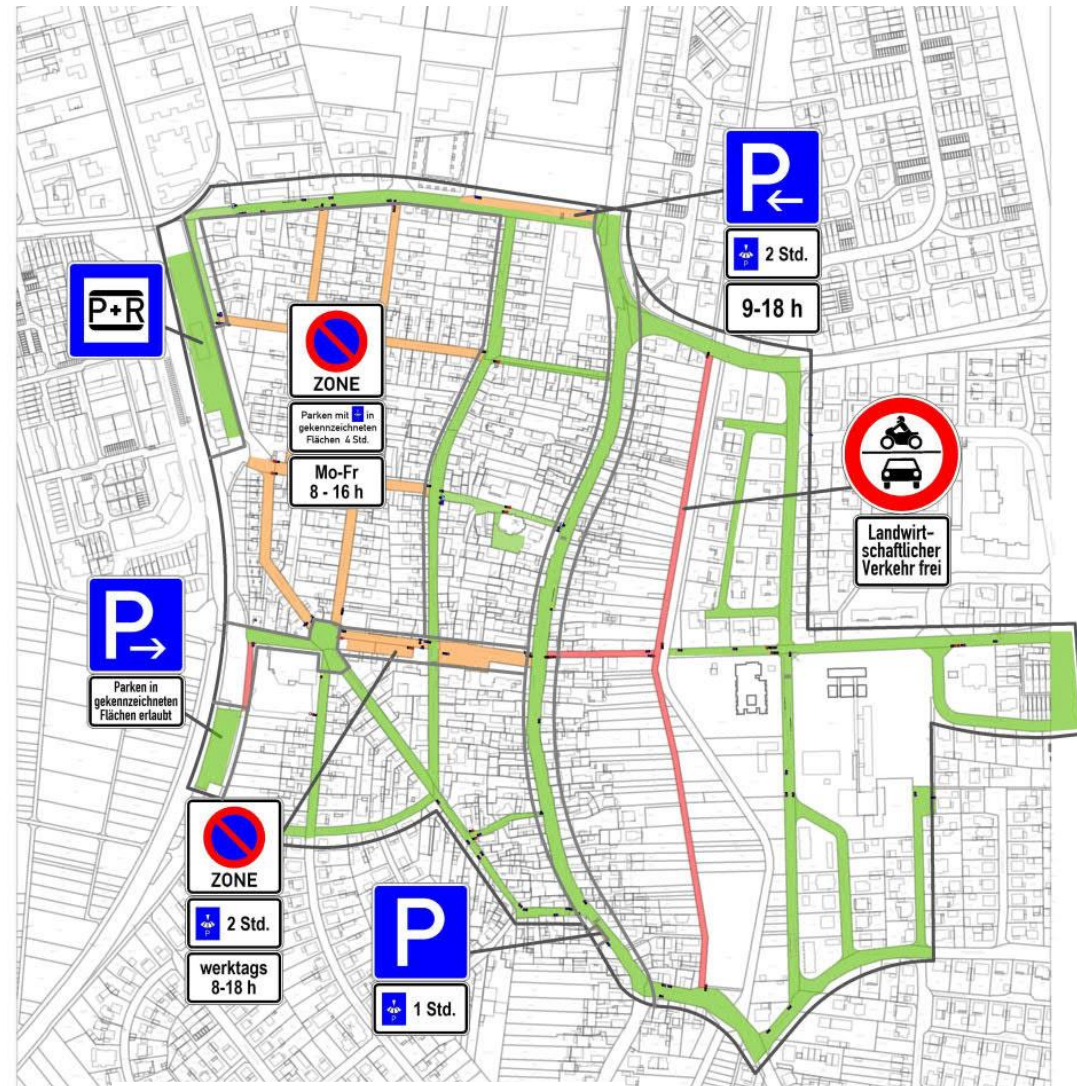 P
2 Std.
9-18 h
P+R
ZONE
Parken mit in
gekennzeichneten
Flächen 4 Std.
Mo-Fr
8 - 16 h
Landwirt-
schaftlicher
Verkehr frei
P
Parken in
gekennzeichneten
Flächen erlaubt
ZONE
P
2 Std.
werktags
8-18 h
P
P
1 Std.